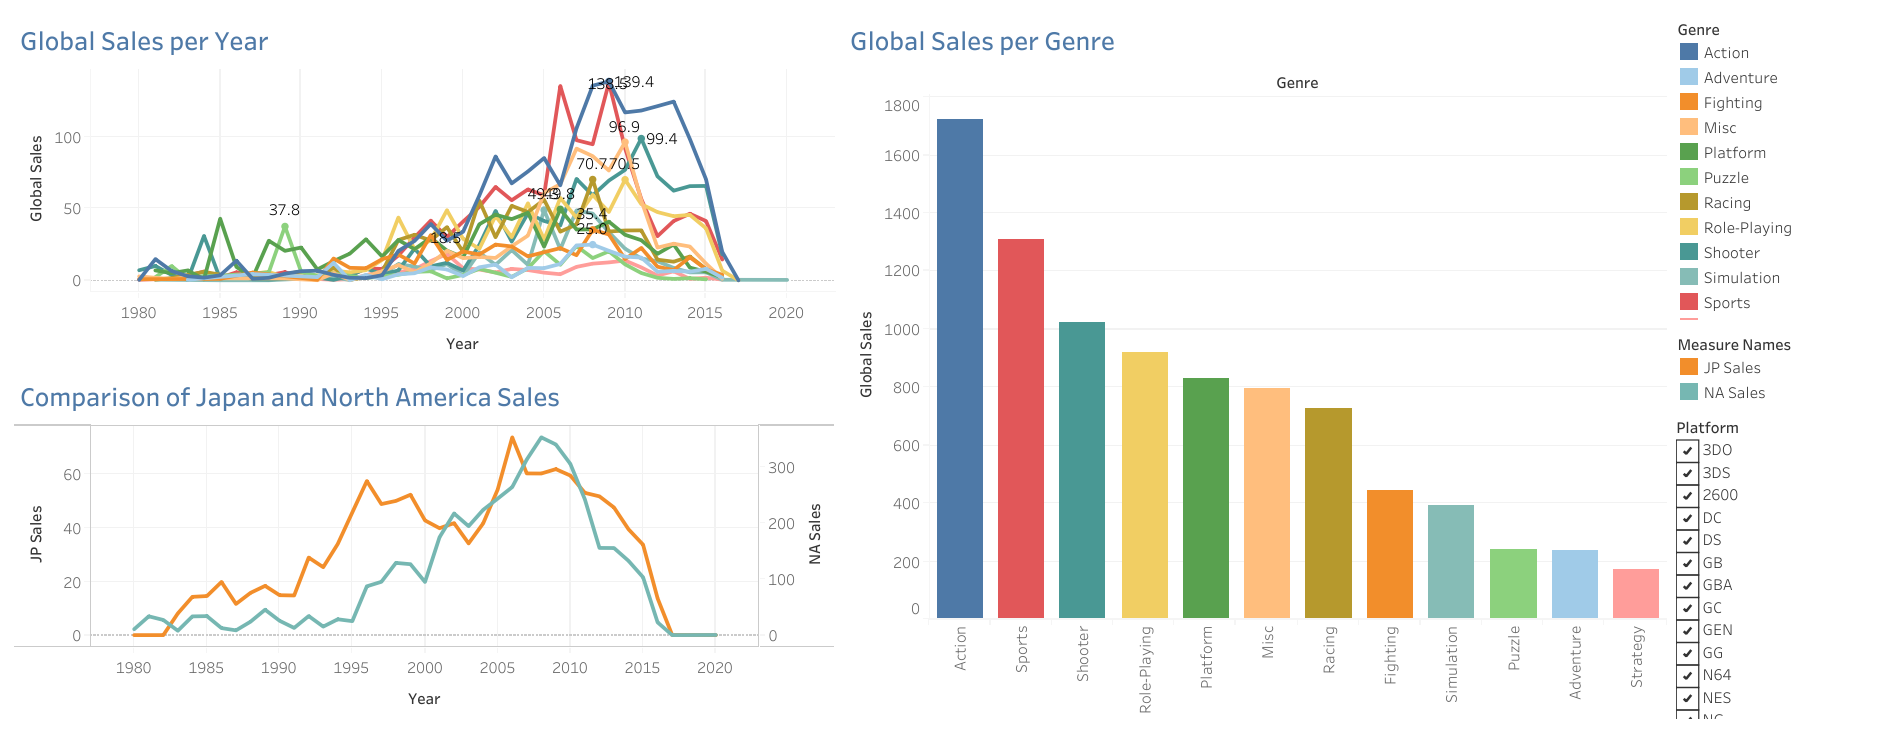 Global Sales per Year
Global Sales
100
50
0
37.8
18.5
49.8
35.4
25.0
70.5
96.9
99.4
139.4
1980 1985 1990 1995 2000 2005 2010 2015 2020
Year
Comparison of Japan and North America Sales
JP Sales
60
40
20
0
300
200
100
0
NA Sales
1980 1985 1990 1995 2000 2005 2010 2015 2020
Year
Global Sales per Genre
Genre
Global Sales
1800
1600
1400
1200
1000
800
600
400
200
0
Action
Sports
Shooter
Role-Playing
Platform
Misc
Racing
Fighting
Simulation
Puzzle
Adventure
Strategy
Genre
Action
Adventure
Fighting
Misc
Platform
Puzzle
Racing
Role-Playing
Shooter
Simulation
Sports
Measure Names
JP Sales
NA Sales
Platform
3DO
3DS
2600
DC
DS
GB
GBA
GC
GEN
GG
N64
NES